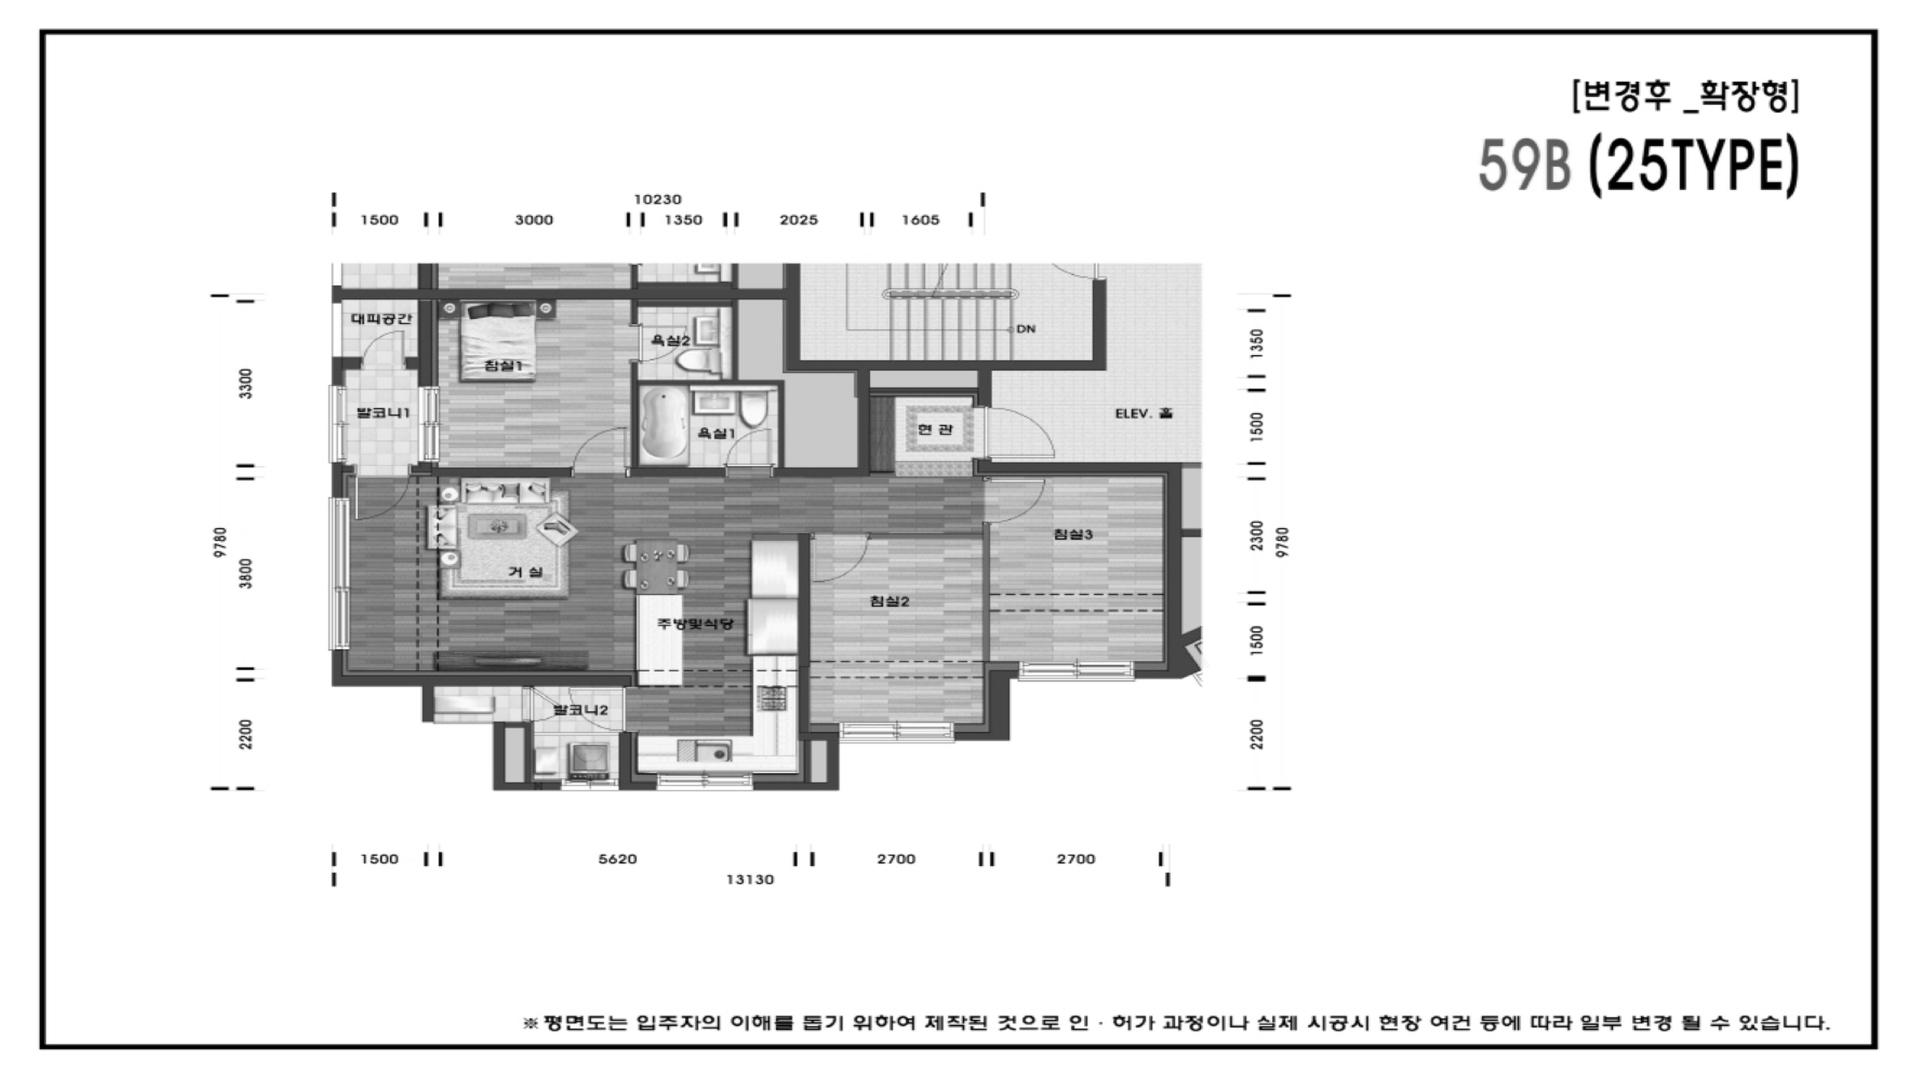 [변경후 _확장형]
59B (25TYPE)
10230
1500 3000 1350 2025 1605
대피공간
욕실2
DN
침실1
발코니1
욕실1
현 관
ELEV. 홀
침실3
거 실
침실2
주방및식당
발코니2
3300
3800
2200
9780
1350
1500
2300
1500
2200
9780
1500 5620 2700 2700
13130
※ 평면도는 입주자의 이해를 돕기 위하여 제작된 것으로 인 · 허가 과정이나 실제 시공시 현장 여건 등에 따라 일부 변경 될 수 있습니다.